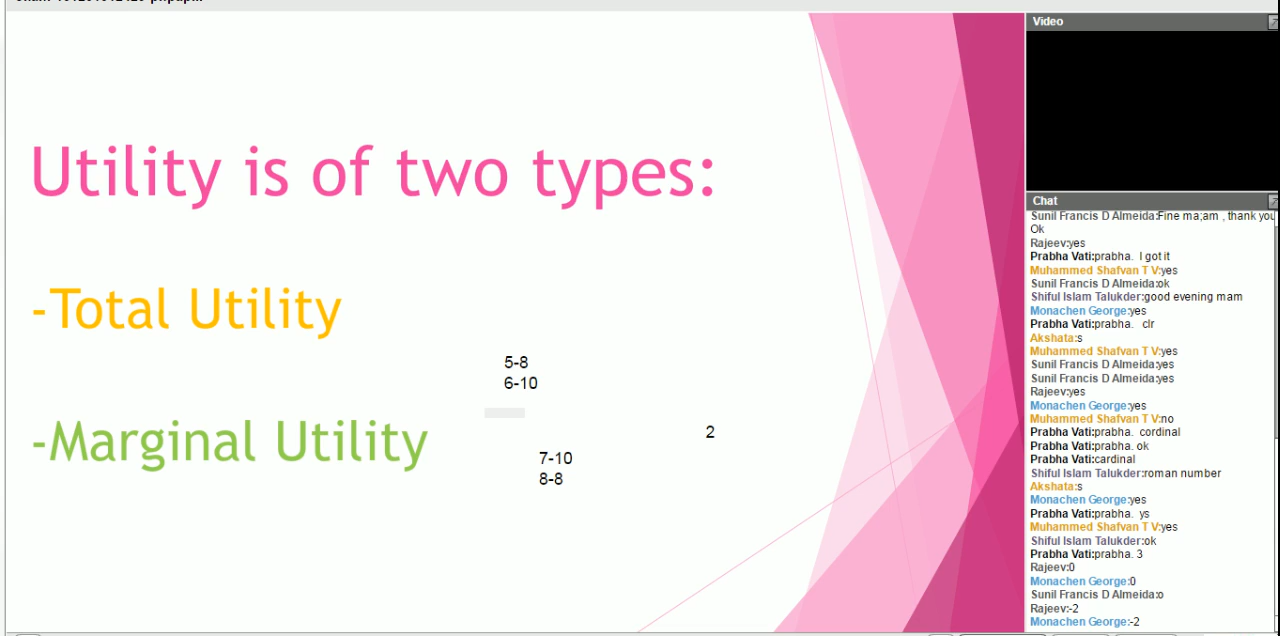 Utility is of two types:
-Total Utility
5-8
6-10
-Marginal Utility
2
7-10
8-8
Video
Chat
Sunil Francis D Almeida:Fine ma;am , thank you
Ok
Rajeev:yes
Prabha Vati:prabha. I got it
Muhammed Shafvan T V:yes
Sunil Francis D Almeida:ok
Shiful Islam Talukder:good evening mam
Monachen George:yes
Prabha Vati:prabha. clr
Akshata:s
Muhammed Shafvan T V:yes
Sunil Francis D Almeida:yes
Sunil Francis D Almeida:yes
Rajeev:yes
Monachen George:yes
Muhammed Shafvan T V:no
Prabha Vati:prabha. cordinal
Prabha Vati:prabha. ok
Prabha Vati:cardinal
Shiful Islam Talukder:roman number
Akshata:s
Monachen George:yes
Prabha Vati:prabha. ys
Muhammed Shafvan T V:yes
Shiful Islam Talukder:ok
Prabha Vati:prabha. 3
Rajeev:0
Monachen George:0
Sunil Francis D Almeida:o
Rajeev:-2
Monachen George:-2